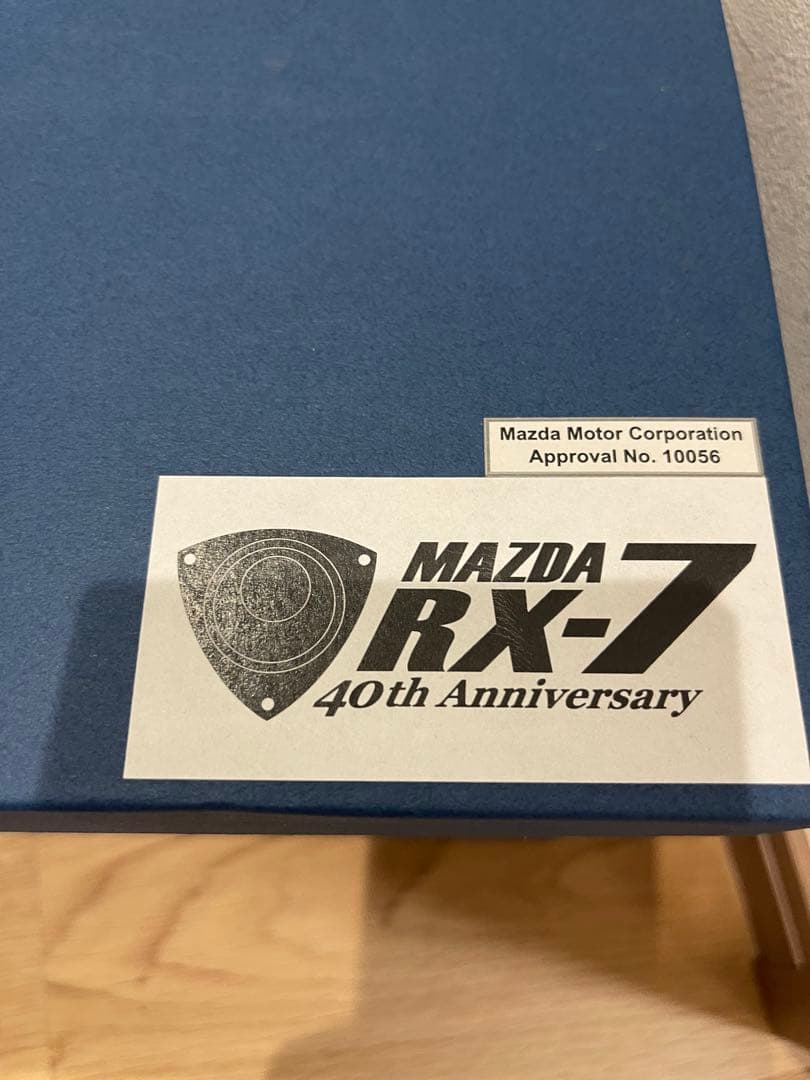 Mazda Motor Corporation
Approval No. 10056
MAZDA
RX-7
40th Anniversary